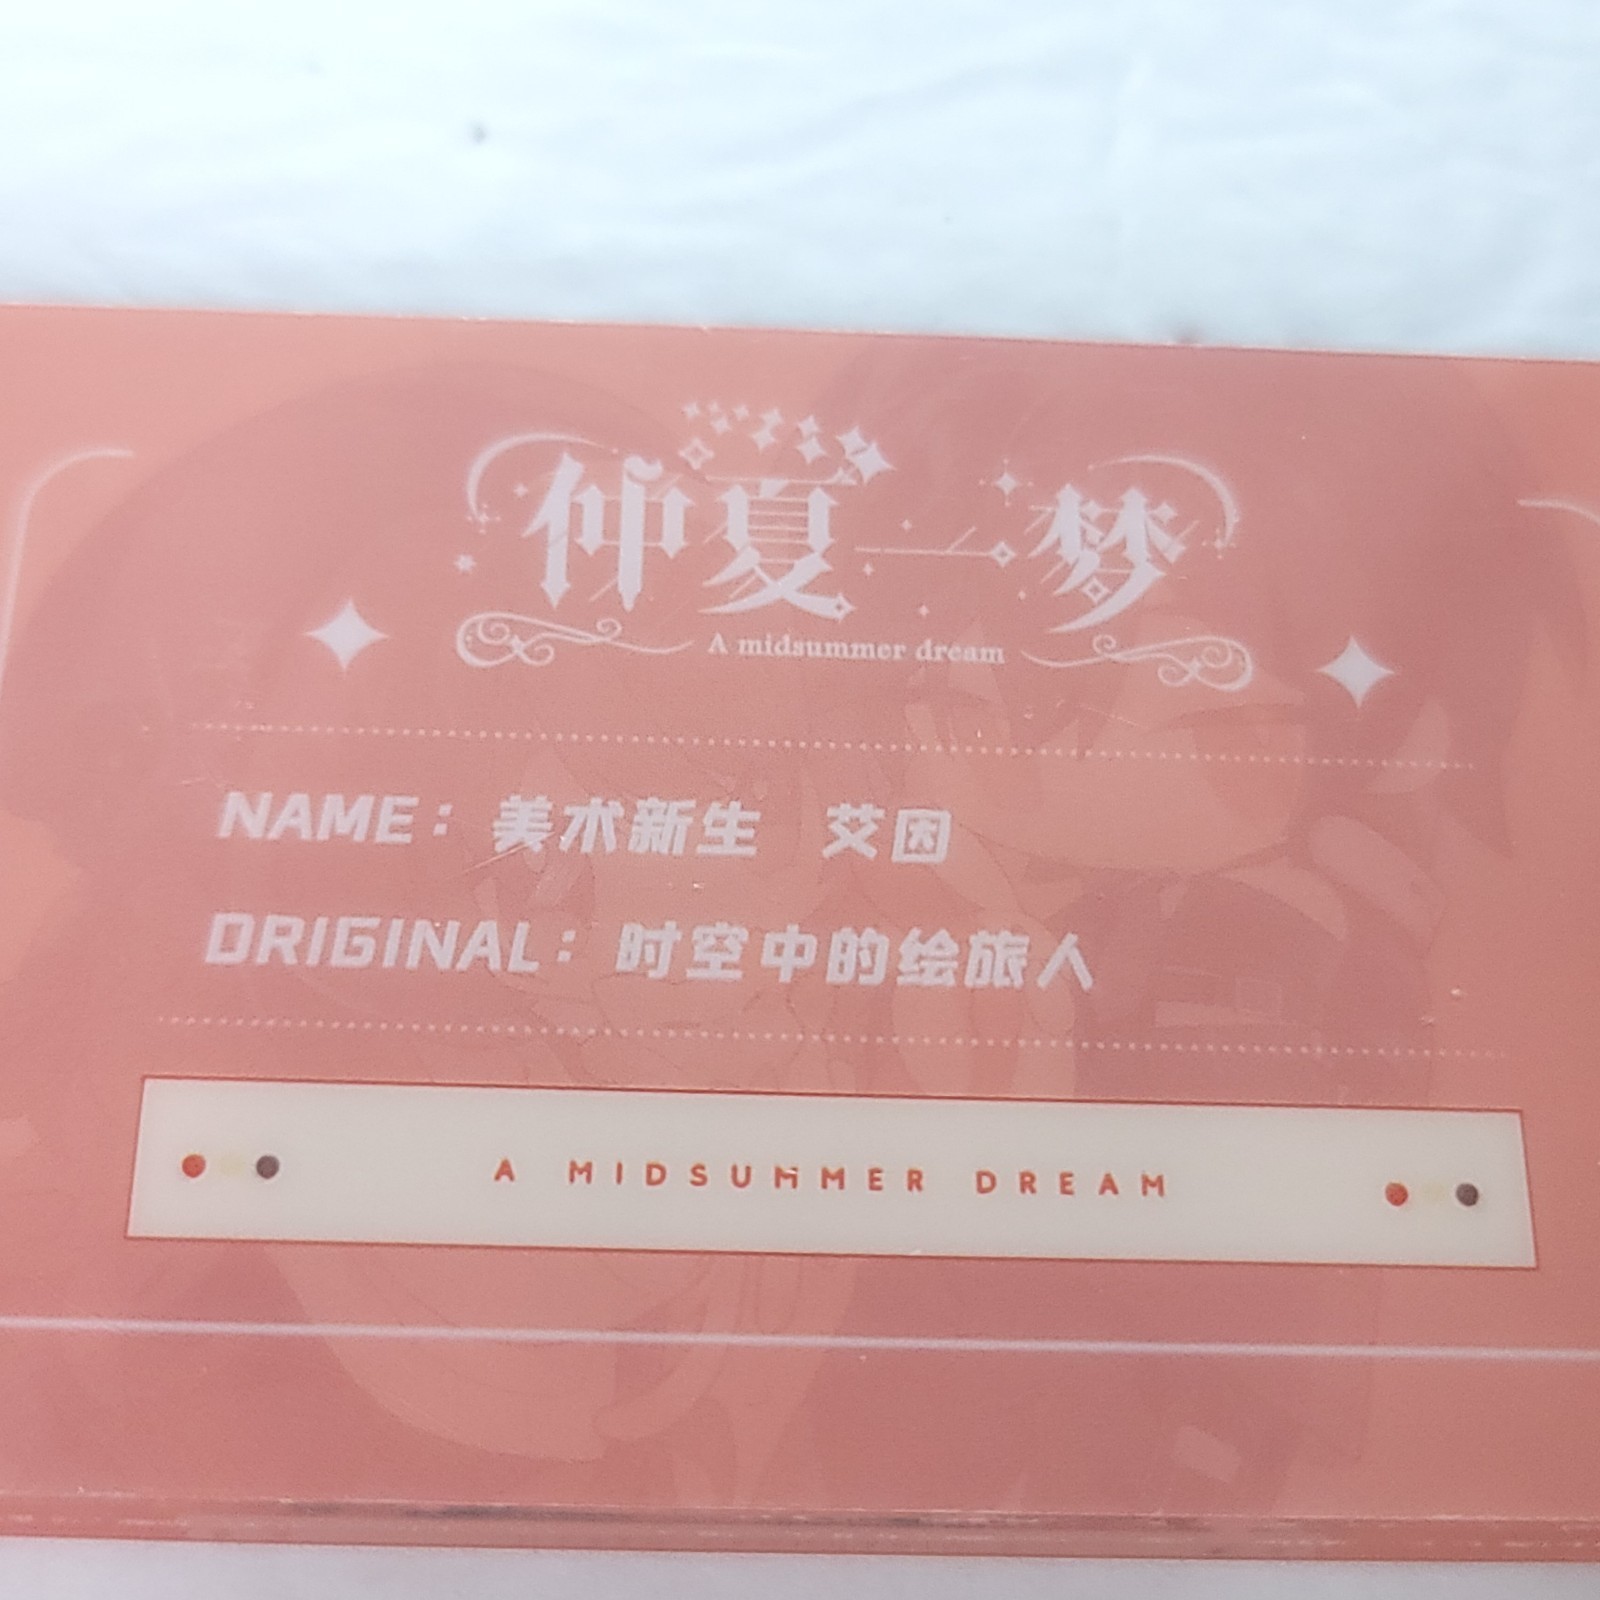 仲夏一梦
A midsummer dream
NAME：美术新生 艾因
ORIGINAL：时空中的绘旅人
A MIDSUMMER DREAM